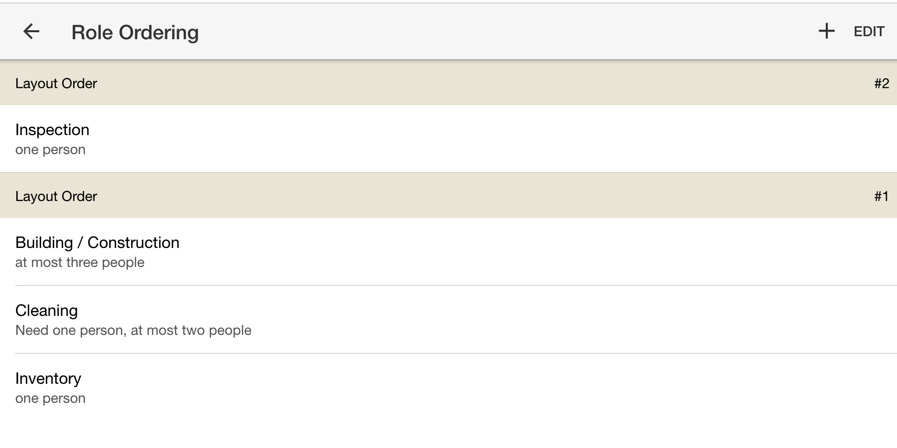 Role Ordering
EDIT
Layout Order #2
Inspection
one person
Layout Order #1
Building / Construction
at most three people
Cleaning
Need one person, at most two people
Inventory
one person